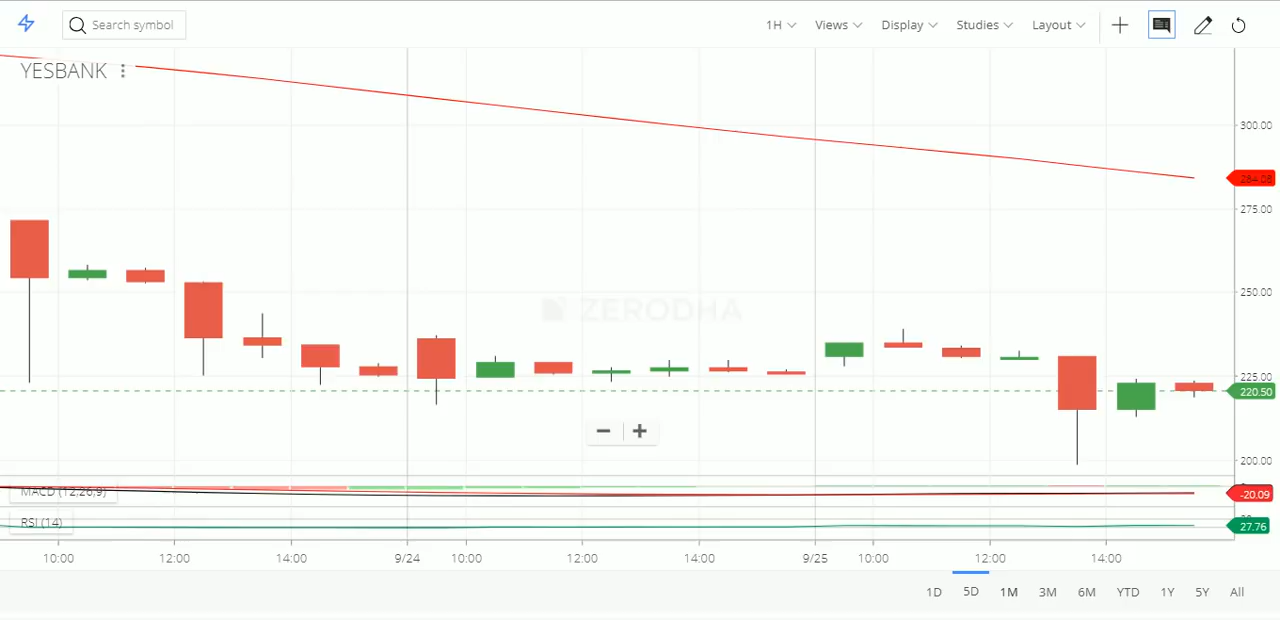 Search symbol 1H Views Display Studies Layout
YESBANK
300.00
284.08
275.00
250.00
ZERODHA
225.00
220.50
200.00
MACD (12,26,9)
-20.09
RSI (14)
27.76
10:00 12:00 14:00 9/24 10:00 12:00 14:00 9/25 10:00 12:00 14:00
1D 5D 1M 3M 6M YTD 1Y 5Y All